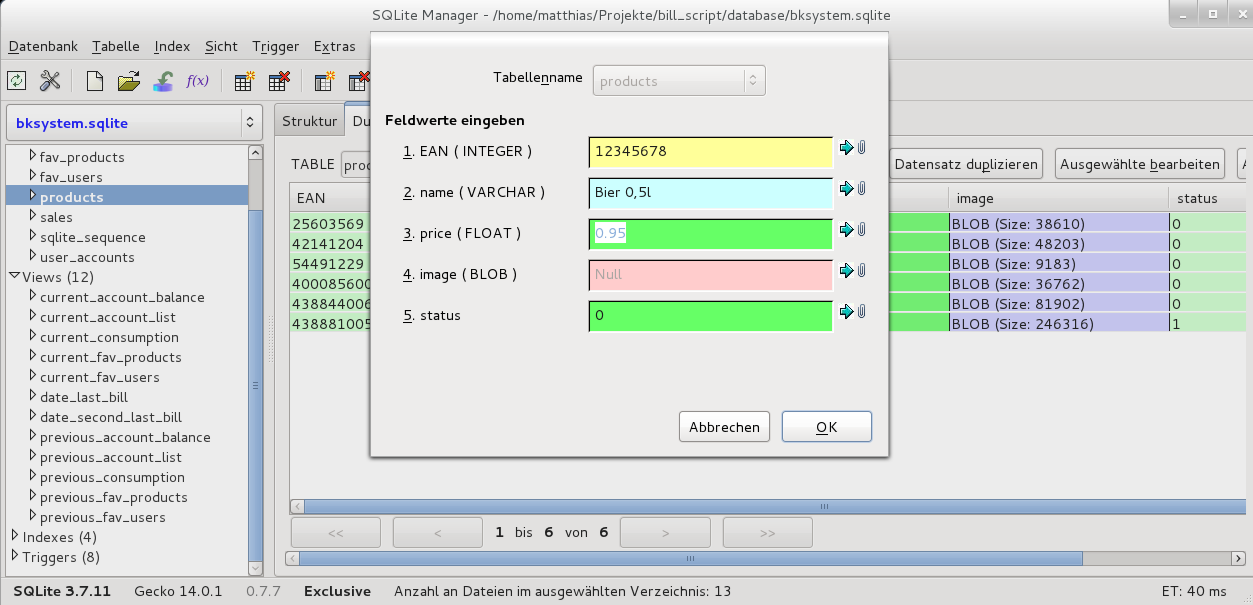 SQLite Manager - /home/matthias/Projekte/bill_script/database/bksystem.sqlite
Datenbank Tabelle Index Sicht Trigger Extras
f(x)
bksystem.sqlite
fav_products
fav_users
products
sales
sqlite_sequence
user_accounts
Views (12)
current_account_balance
current_account_list
current_consumption
current_fav_products
current_fav_users
date_last_bill
date_second_last_bill
previous_account_balance
previous_account_list
previous_consumption
previous_fav_products
previous_fav_users
Indexes (4)
Triggers (8)
Struktur Du
TABLE proc
Datensatz duplizieren Ausgewählte bearbeiten
EAN image status
25603569 BLOB (Size: 38610) 0
42141204 BLOB (Size: 48203) 0
54491229 BLOB (Size: 9183) 0
400085600 BLOB (Size: 36762) 0
438844006 BLOB (Size: 81902) 0
438881005 BLOB (Size: 246316) 1
Tabellenname products
Feldwerte eingeben
1. EAN ( INTEGER ) 12345678
2. name ( VARCHAR ) Bier 0,5l
3. price ( FLOAT ) 0.95
4. image ( BLOB ) Null
5. status 0
Abbrechen OK
<< < 1 bis 6 von 6 > >>
SQLite 3.7.11 Gecko 14.0.1 0.7.7 Exclusive Anzahl an Dateien im ausgewählten Verzeichnis: 13 ET: 40 ms